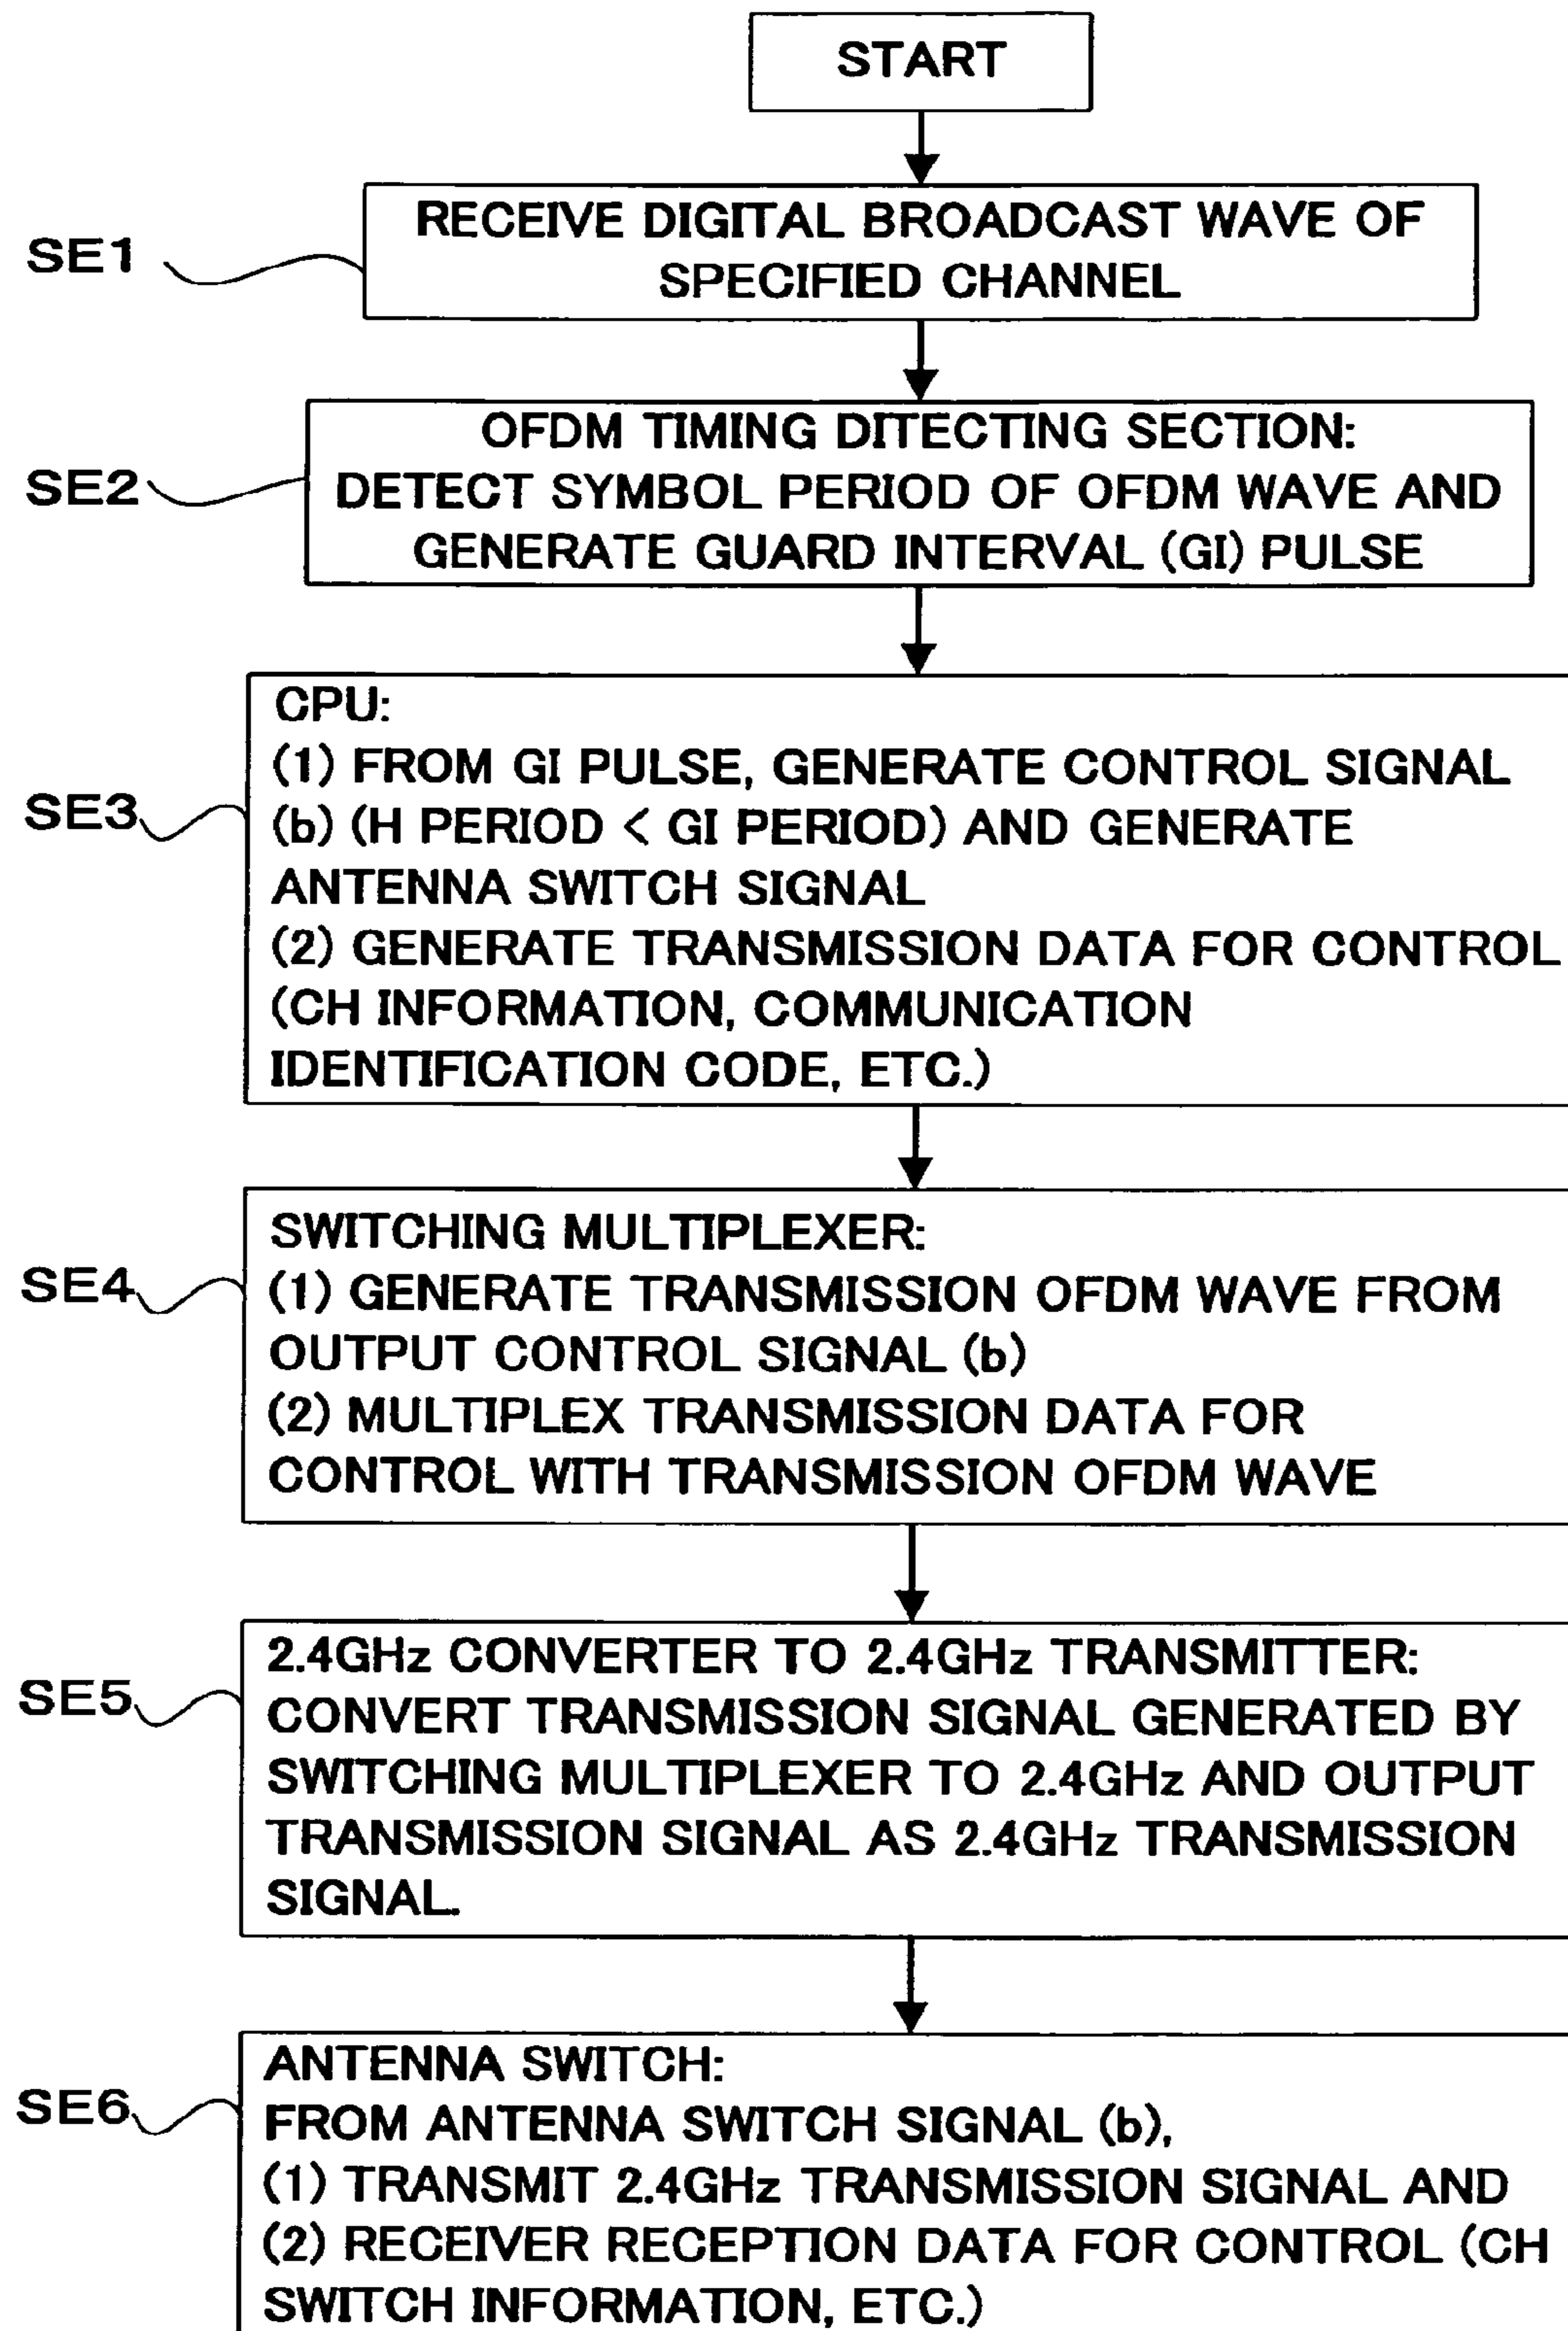 START
SE1
RECEIVE DIGITAL BROADCAST WAVE OF
SPECIFIED CHANNEL
SE2
OFDM TIMING DITECTING SECTION:
DETECT SYMBOL PERIOD OF OFDM WAVE AND
GENERATE GUARD INTERVAL (GI) PULSE
SE3
CPU:
(1) FROM GI PULSE, GENERATE CONTROL SIGNAL
(b) (H PERIOD < GI PERIOD) AND GENERATE
ANTENNA SWITCH SIGNAL
(2) GENERATE TRANSMISSION DATA FOR CONTROL
(CH INFORMATION, COMMUNICATION
IDENTIFICATION CODE, ETC.)
SE4
SWITCHING MULTIPLEXER:
(1) GENERATE TRANSMISSION OFDM WAVE FROM
OUTPUT CONTROL SIGNAL (b)
(2) MULTIPLEX TRANSMISSION DATA FOR
CONTROL WITH TRANSMISSION OFDM WAVE
SE5
2.4GHz CONVERTER TO 2.4GHz TRANSMITTER:
CONVERT TRANSMISSION SIGNAL GENERATED BY
SWITCHING MULTIPLEXER TO 2.4GHz AND OUTPUT
TRANSMISSION SIGNAL AS 2.4GHz TRANSMISSION
SIGNAL.
SE6
ANTENNA SWITCH:
FROM ANTENNA SWITCH SIGNAL (b),
(1) TRANSMIT 2.4GHz TRANSMISSION SIGNAL AND
(2) RECEIVER RECEPTION DATA FOR CONTROL (CH
SWITCH INFORMATION, ETC.)